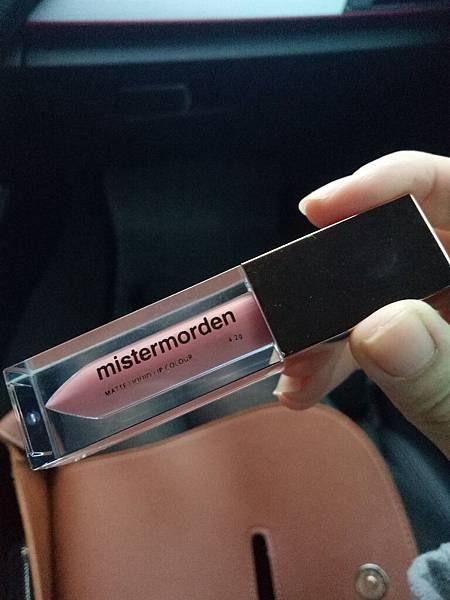 mistermorden
MATTE LIQUID LIP COLOUR 4.2g